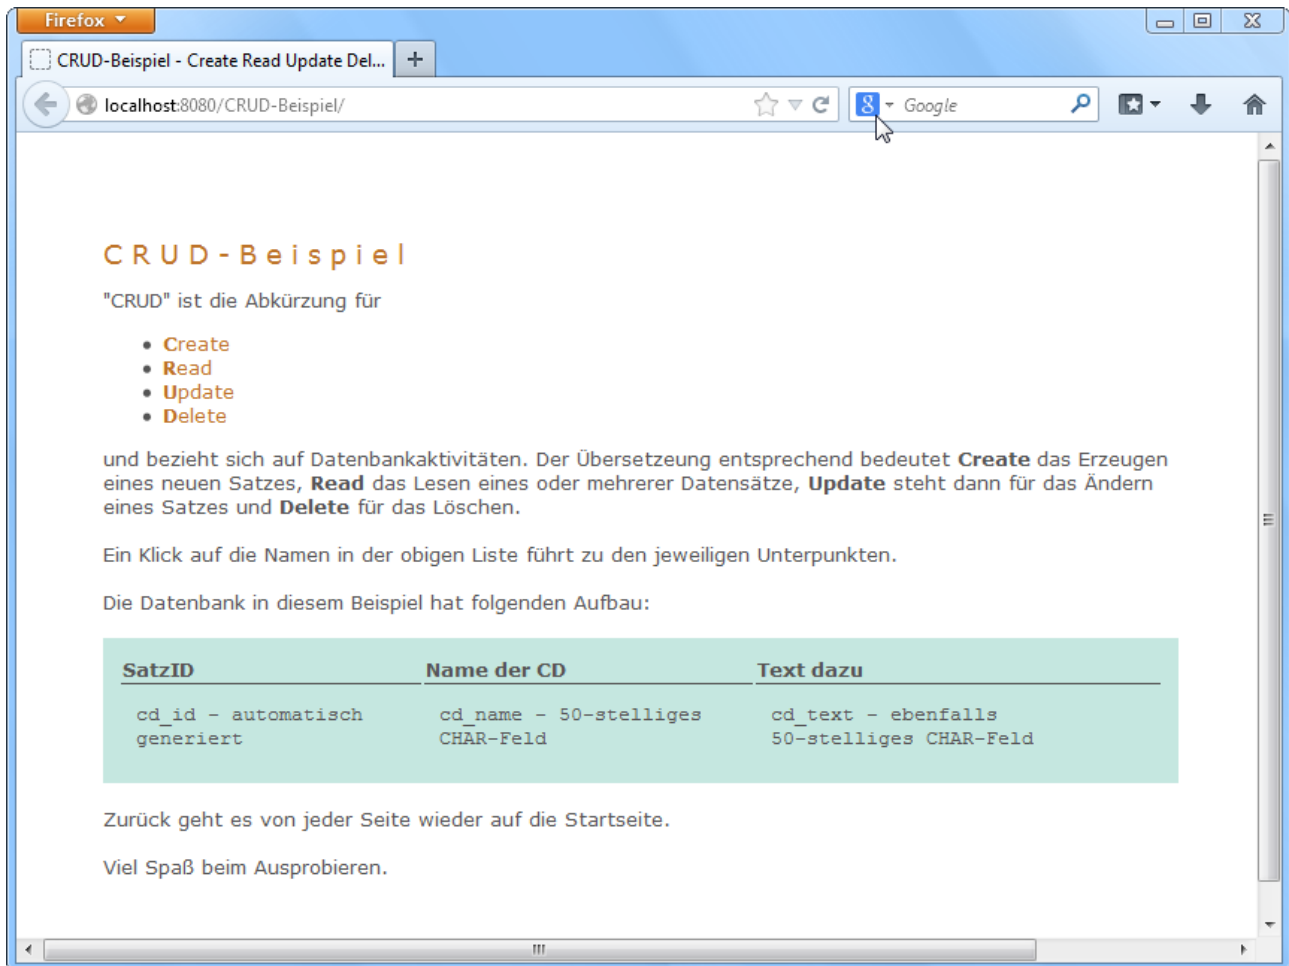 Firefox
CRUD-Beispiel - Create Read Update Del...
localhost:8080/CRUD-Beispiel/
8
Google
CRUD-Beispiel
"CRUD" ist die Abkürzung für
• Create
• Read
• Update
• Delete
und bezieht sich auf Datenbankaktivitäten. Der Übersetzeung entsprechend bedeutet Create das Erzeugen
eines neuen Satzes, Read das Lesen eines oder mehrerer Datensätze, Update steht dann für das Ändern
eines Satzes und Delete für das Löschen.
Ein Klick auf die Namen in der obigen Liste führt zu den jeweiligen Unterpunkten.
Die Datenbank in diesem Beispiel hat folgenden Aufbau:
SatzID Name der CD Text dazu
cd_id - automatisch cd_name - 50-stelliges cd_text - ebenfalls
generiert CHAR-Feld 50-stelliges CHAR-Feld
Zurück geht es von jeder Seite wieder auf die Startseite.
Viel Spaß beim Ausprobieren.